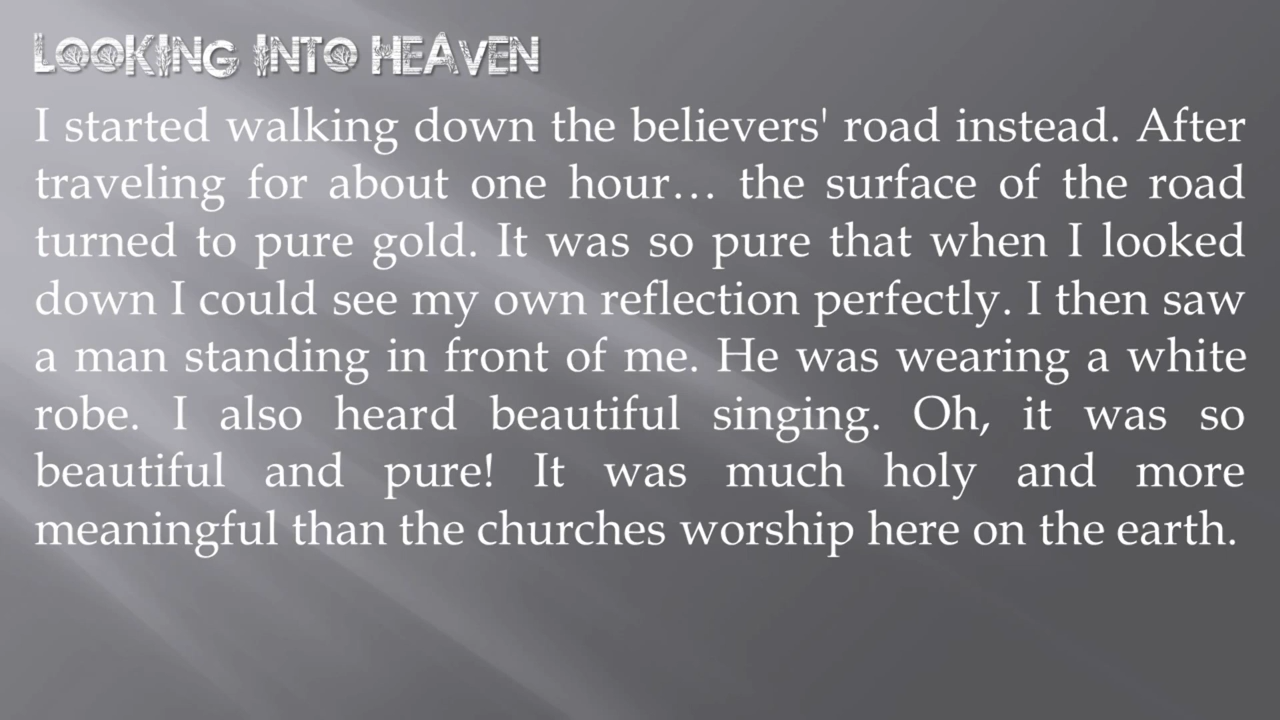 LOOKING INTO HEAVEN
I started walking down the believers' road instead. After
traveling for about one hour… the surface of the road
turned to pure gold. It was so pure that when I looked
down I could see my own reflection perfectly. I then saw
a man standing in front of me. He was wearing a white
robe. I also heard beautiful singing. Oh, it was so
beautiful and pure! It was much holy and more
meaningful than the churches worship here on the earth.